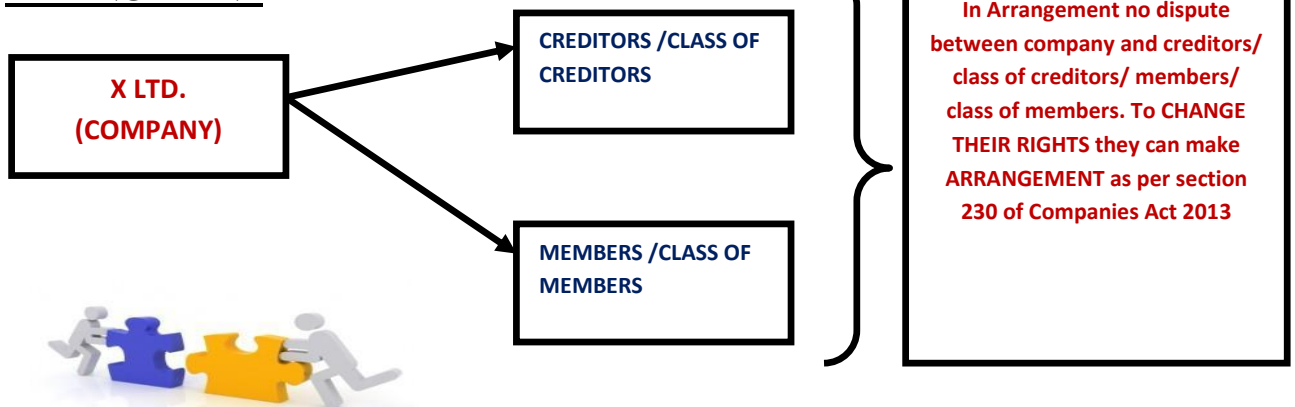 X LTD.
(COMPANY)
CREDITORS /CLASS OF
CREDITORS
MEMBERS /CLASS OF
MEMBERS
In Arrangement no dispute
between company and creditors/
class of creditors/ members/
class of members. To CHANGE
THEIR RIGHTS they can make
ARRANGEMENT as per section
230 of Companies Act 2013